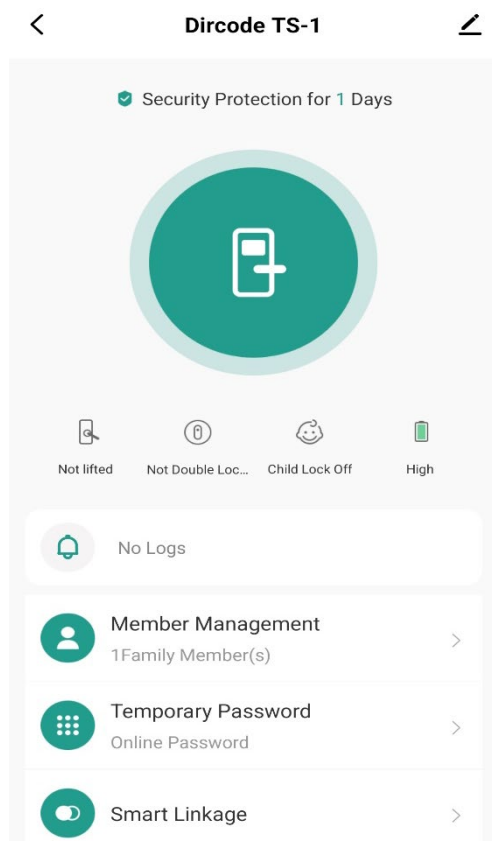 Dircode TS-1
Security Protection for 1 Days
Not lifted
Not Double Loc...
Child Lock Off
High
No Logs
Member Management
1Family Member(s)
Temporary Password
Online Password
Smart Linkage